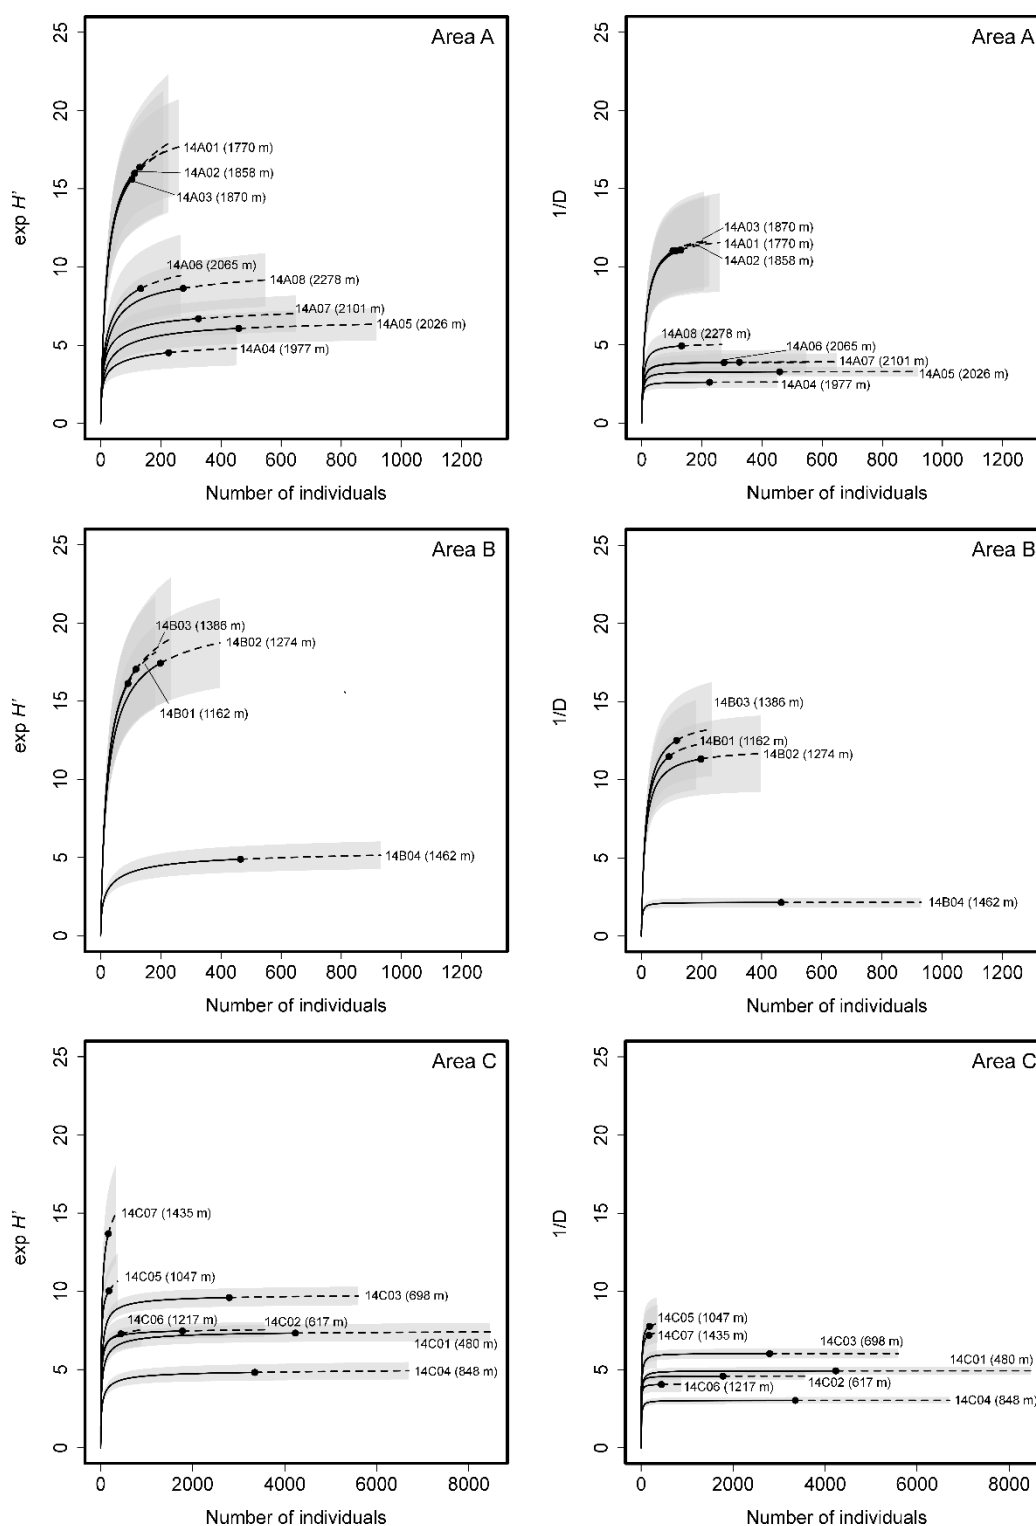 Area A
25
20
15
10
5
0
exp H'
14A01 (1770 m)
14A02 (1858 m)
14A03 (1870 m)
14A06 (2065 m)
14A08 (2278 m)
14A07 (2101 m)
14A05 (2026 m)
14A04 (1977 m)
0 200 400 600 800 1000 1200
Number of individuals
Area A
25
20
15
10
5
0
1/D
14A03 (1870 m)
14A01 (1770 m)
14A02 (1858 m)
14A08 (2278 m)
14A06 (2065 m)
14A07 (2101 m)
14A05 (2026 m)
14A04 (1977 m)
0 200 400 600 800 1000 1200
Number of individuals
Area B
25
20
15
10
5
0
exp H'
14B03 (1386 m)
14B02 (1274 m)
14B01 (1162 m)
14B04 (1462 m)
0 200 400 600 800 1000 1200
Number of individuals
Area B
25
20
15
10
5
0
1/D
14B03 (1386 m)
14B01 (1162 m)
14B02 (1274 m)
14B04 (1462 m)
0 200 400 600 800 1000 1200
Number of individuals
Area C
25
20
15
10
5
0
exp H'
14C07 (1435 m)
14C05 (1047 m)
14C03 (698 m)
14C06 (1217 m)
14C02 (617 m)
14C01 (480 m)
14C04 (848 m)
0 2000 4000 6000 8000
Number of individuals
Area C
25
20
15
10
5
0
1/D
14C05 (1047 m)
14C07 (1435 m)
14C03 (698 m)
14C01 (480 m)
14C02 (617 m)
14C06 (1217 m)
14C04 (848 m)
0 2000 4000 6000 8000
Number of individuals